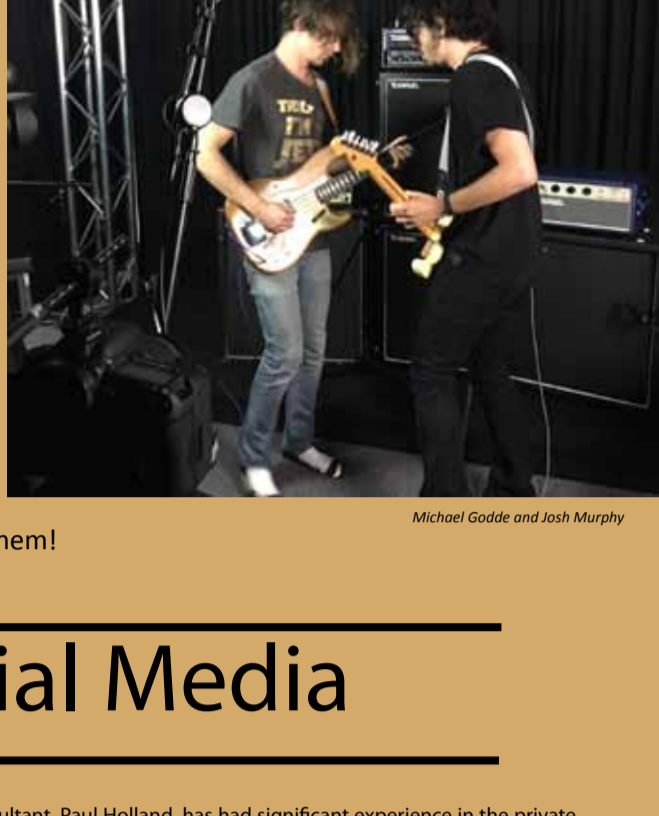 Michael Godde and Josh Murphy
hem!
ial Media
ultant, Paul Holland, has had significant experience in the private